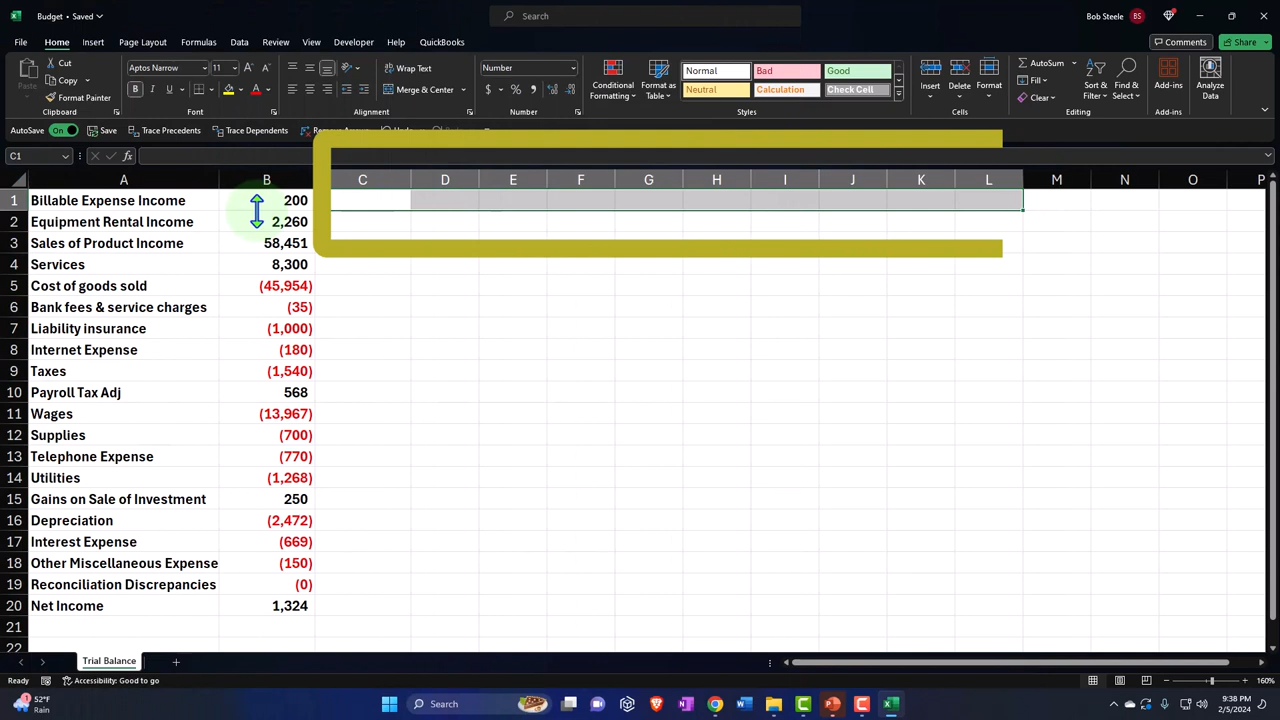 Budget • Saved
Search
Bob Steele BS
File Home Insert Page Layout Formulas Data Review View Developer Automate Help QuickBooks
Comments Share
Paste
Cut
Copy
Format Painter
Clipboard
Aptos Narrow 11
B I U
Font
Wrap Text
Merge & Center
Alignment
Number
$ % ,
Number
Conditional Formatting
Format as Table
Normal Bad Good
Neutral Calculation Check Cell
Styles
Insert Delete Format
Cells
AutoSum
Fill
Clear
Sort & Filter
Find & Select
Editing
Add-ins
Add-ins
Analyze Data
AutoSave On Save Trace Precedents Trace Dependents
C1 fx
A B C D E F G H I J K L M N O P
1 Billable Expense Income 200
2 Equipment Rental Income 2,260
3 Sales of Product Income 58,451
4 Services 8,300
5 Cost of goods sold (45,954)
6 Bank fees & service charges (35)
7 Liability insurance (1,000)
8 Internet Expense (180)
9 Taxes (1,540)
10 Payroll Tax Adj 568
11 Wages (13,967)
12 Supplies (700)
13 Telephone Expense (770)
14 Utilities (1,268)
15 Gains on Sale of Investment 250
16 Depreciation (2,472)
17 Interest Expense (669)
18 Other Miscellaneous Expense (150)
19 Reconciliation Discrepancies (0)
20 Net Income 1,324
21
22
Trial Balance
Ready Accessibility: Good to go 160%
52°F
Rain
Search
9:38 PM
2/5/2024